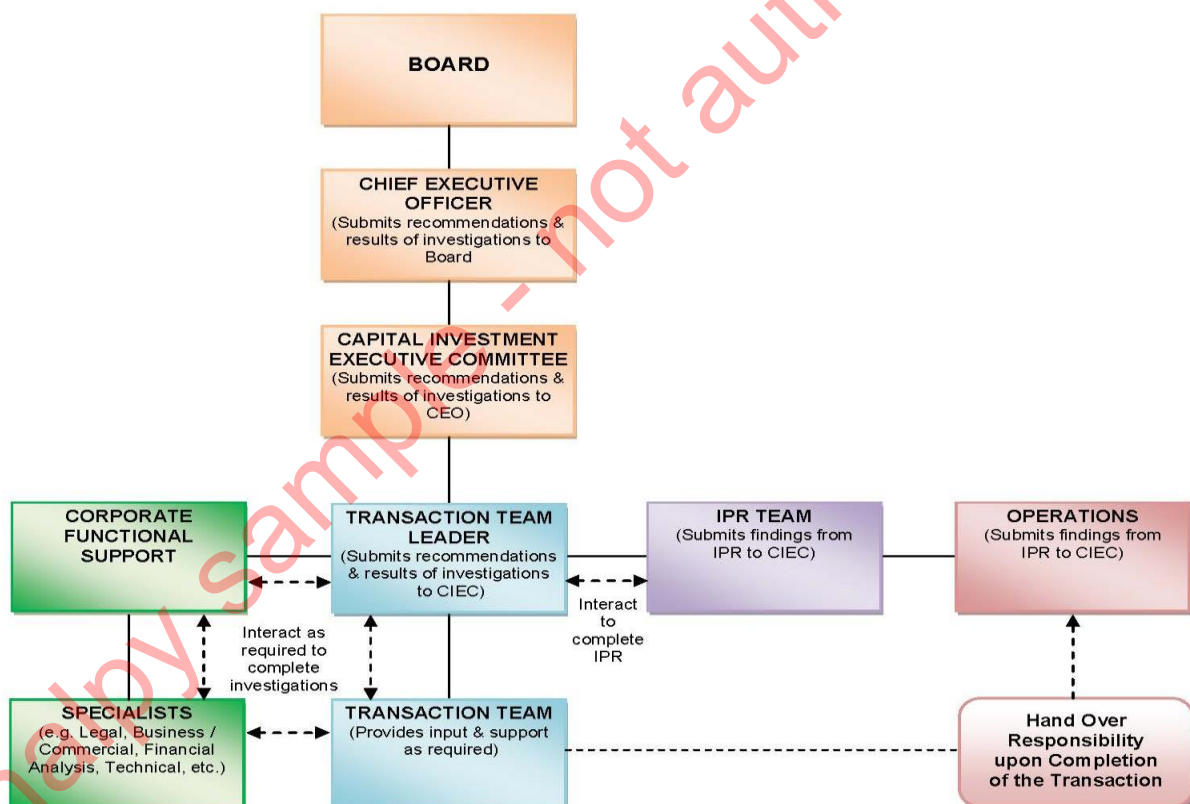 BOARD
CHIEF EXECUTIVE
OFFICER
(Submits recommendations &
results of investigations to
Board
CAPITAL INVESTMENT
EXECUTIVE COMMITTEE
(Submits recommendations &
results of investigations to
CEO)
CORPORATE
FUNCTIONAL
SUPPORT
TRANSACTION TEAM
LEADER
(Submits recommendations
& results of investigations
to CIEC)
IPR TEAM
(Submits findings from
IPR to CIEC)
OPERATIONS
(Submits findings from
IPR to CIEC)
Interact as
required to
complete
investigations
Interact
to
complete
IPR
SPECIALISTS
(e.g. Legal, Business /
Commercial, Financial
Analysis, Technical, etc.)
TRANSACTION TEAM
(Provides input & support
as required)
Hand Over
Responsibility
upon Completion
of the Transaction
sample - not